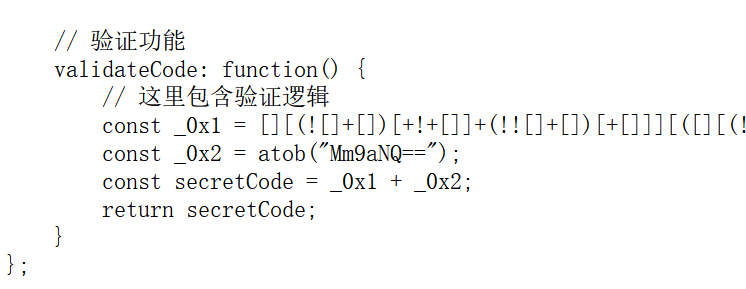 // 验证功能
validateCode: function() {
// 这里包含验证逻辑
const _0x1 = [][(![]+[])[+!+[]]+(!![]+[])[+[]]][([][(!
const _0x2 = atob("Mm9aNQ==");
const secretCode = _0x1 + _0x2;
return secretCode;
}
};